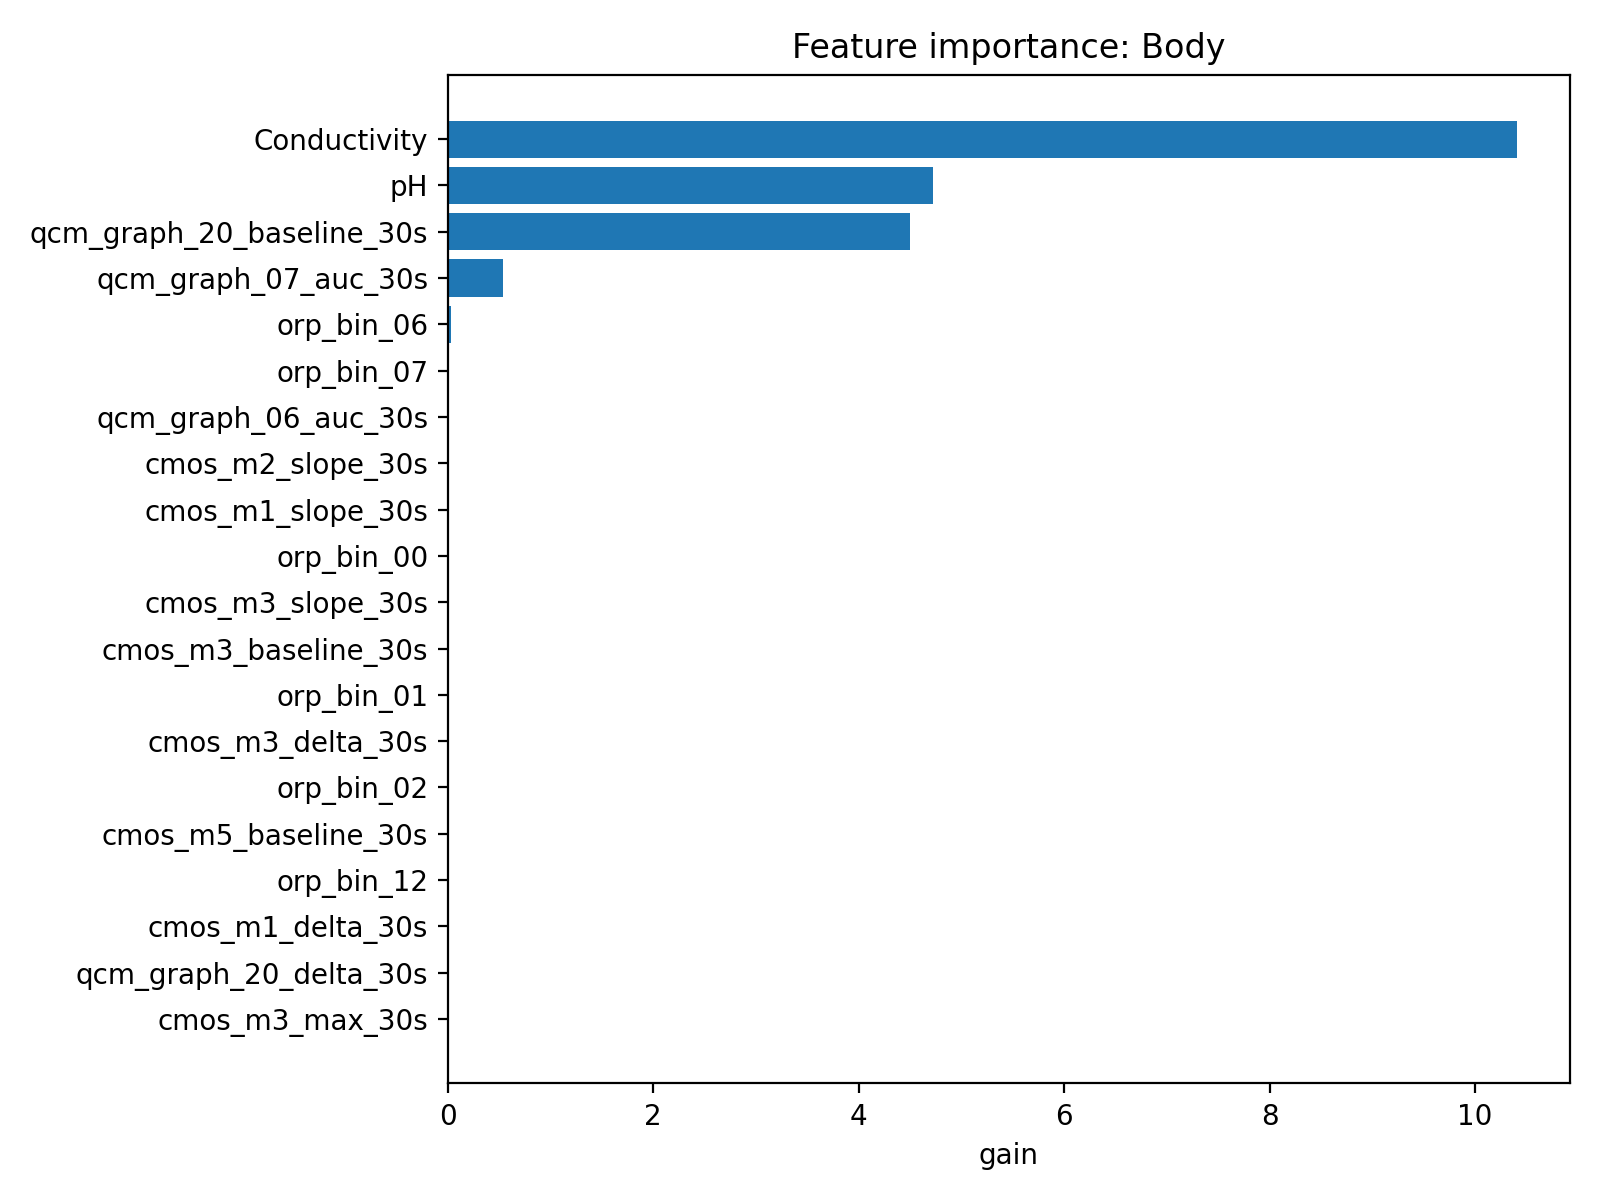 Feature importance: Body
Conductivity
pH
qcm_graph_20_baseline_30s
qcm_graph_07_auc_30s
orp_bin_06
orp_bin_07
qcm_graph_06_auc_30s
cmos_m2_slope_30s
cmos_m1_slope_30s
orp_bin_00
cmos_m3_slope_30s
cmos_m3_baseline_30s
orp_bin_01
cmos_m3_delta_30s
orp_bin_02
cmos_m5_baseline_30s
orp_bin_12
cmos_m1_delta_30s
qcm_graph_20_delta_30s
cmos_m3_max_30s
0 2 4 6 8 10
gain